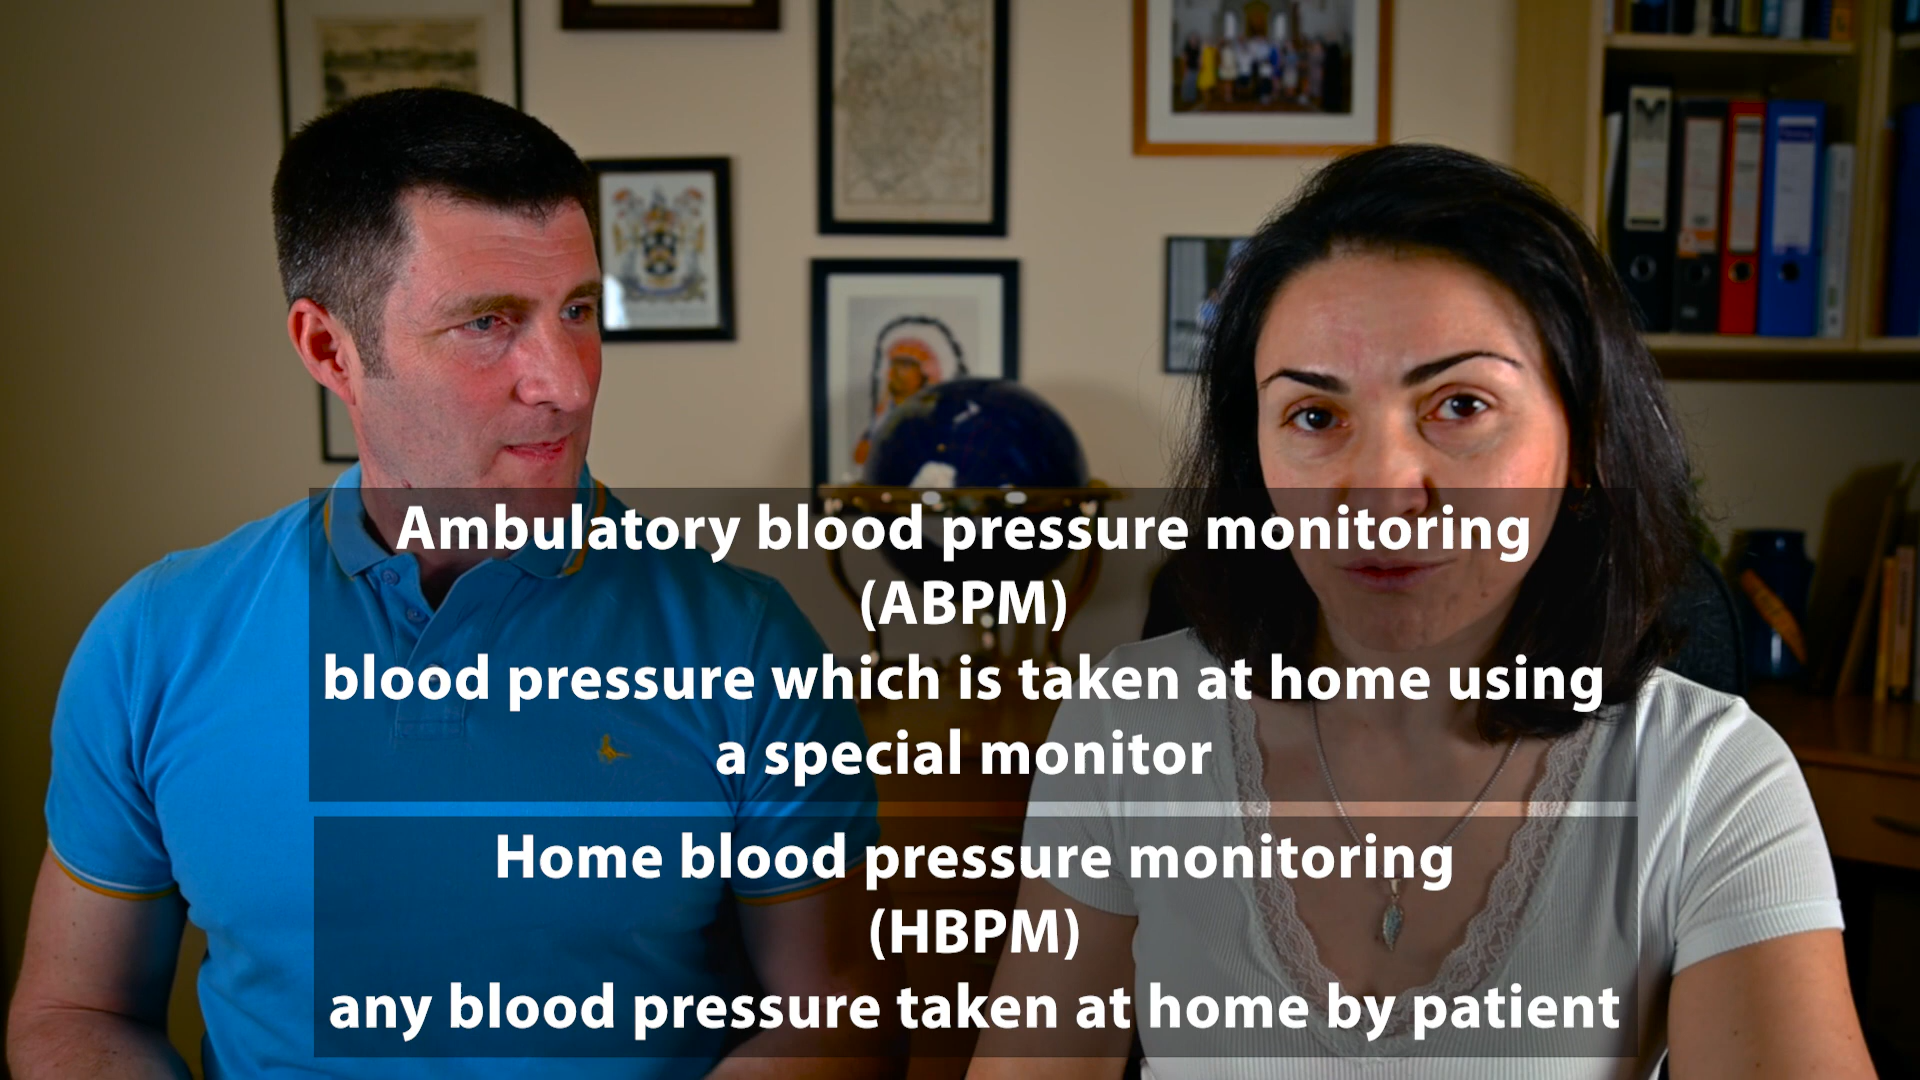 Ambulatory blood pressure monitoring
(ABPM)
blood pressure which is taken at home using
a special monitor
Home blood pressure monitoring
(HBPM)
any blood pressure taken at home by patient